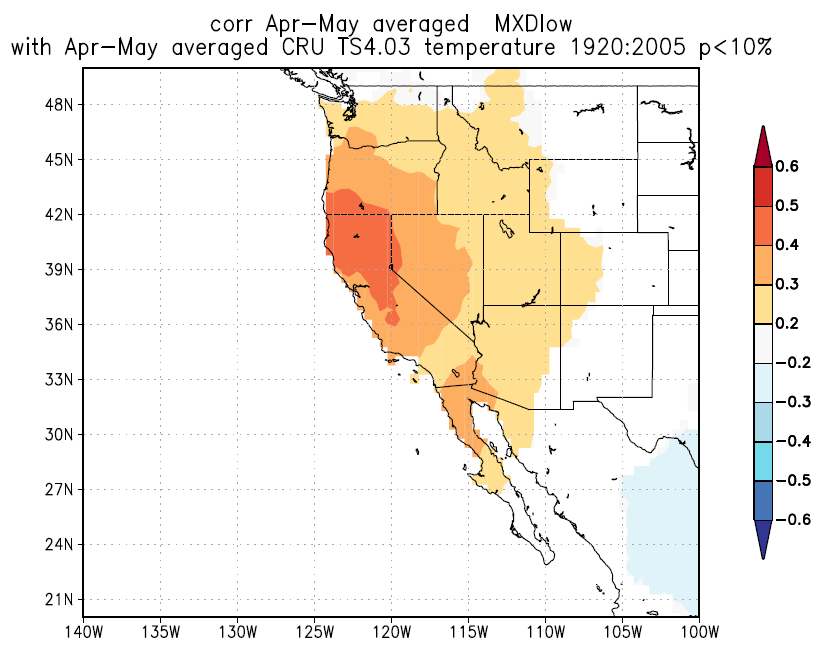 corr Apr-May averaged MXDlow
with Apr-May averaged CRU TS4.03 temperature 1920:2005 p<10%
48N
45N
42N
39N
36N
33N
30N
27N
24N
21N
140W 135W 130W 125W 120W 115W 110W 105W 100W
0.6
0.5
0.4
0.3
0.2
-0.2
-0.3
-0.4
-0.5
-0.6